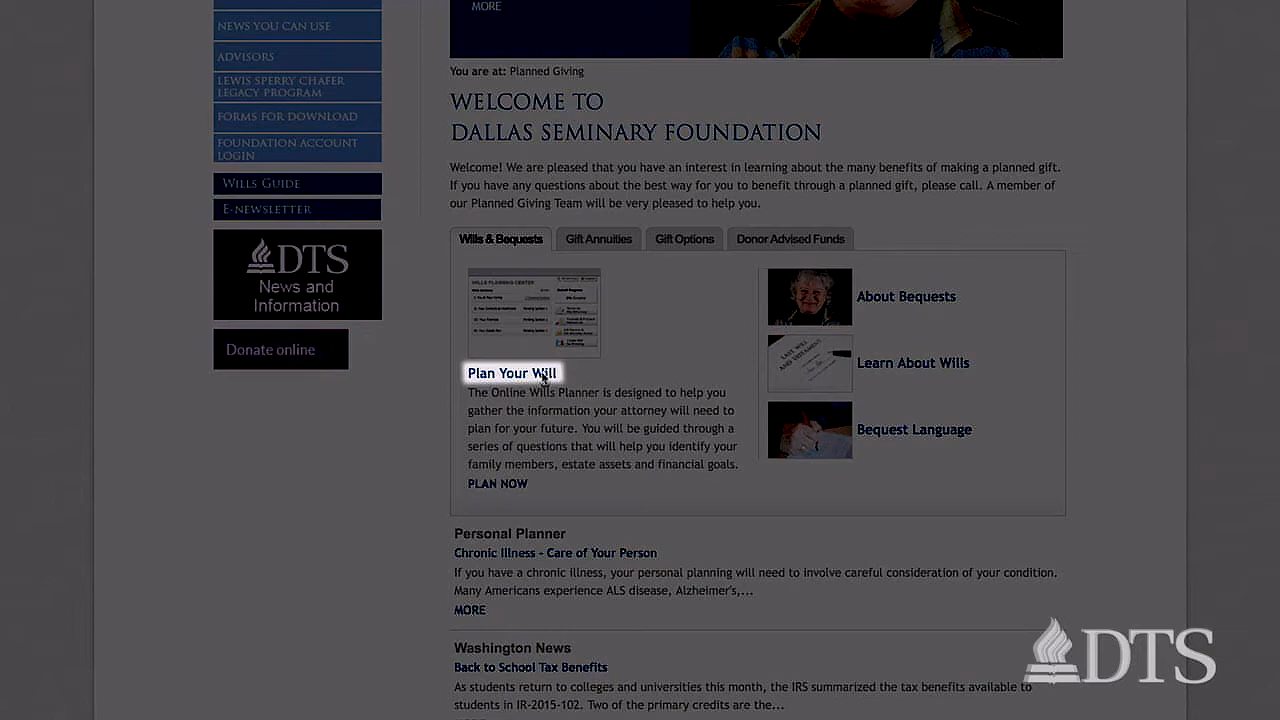 MORE
NEWS YOU CAN USE
ADVISORS
LEWIS SPERRY CHAFER
LEGACY PROGRAM
FORMS FOR DOWNLOAD
FOUNDATION ACCOUNT
LOGIN
WILLS GUIDE
E-NEWSLETTER
DTS
News and
Information
Donate online
You are at: Planned Giving
WELCOME TO
DALLAS SEMINARY FOUNDATION
Welcome! We are pleased that you have an interest in learning about the many benefits of making a planned gift.
If you have any questions about the best way for you to benefit through a planned gift, please call. A member of
our Planned Giving Team will be very pleased to help you.
Wills & Bequests Gift Annuities Gift Options Donor Advised Funds
WILLS PLANNING CENTER
Plan Your Will
The Online Wills Planner is designed to help you
gather the information your attorney will need to
plan for your future. You will be guided through a
series of questions that will help you identify your
family members, estate assets and financial goals.
PLAN NOW
About Bequests
LAST WILL
AND TESTAMENT
Learn About Wills
Bequest Language
Personal Planner
Chronic Illness - Care of Your Person
If you have a chronic illness, your personal planning will need to involve careful consideration of your condition.
Many Americans experience ALS disease, Alzheimer's,...
MORE
Washington News
Back to School Tax Benefits
As students return to colleges and universities this month, the IRS summarized the tax benefits available to
students in IR-2015-102. Two of the primary credits are the...
DTS